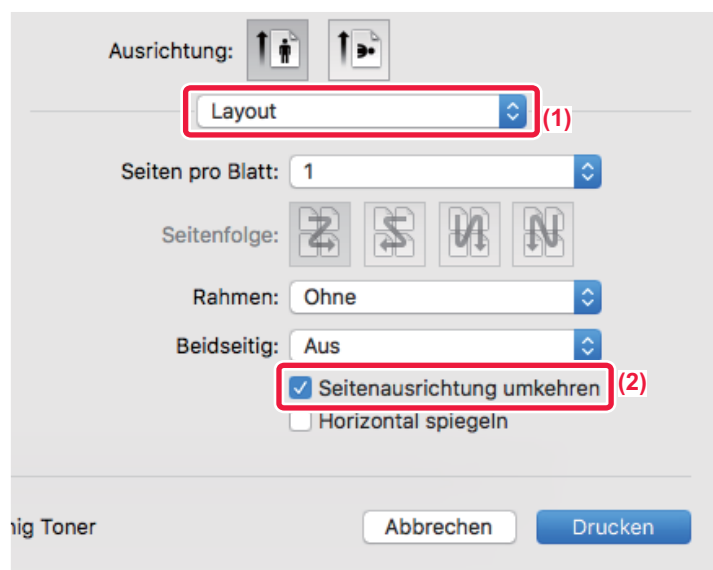 Ausrichtung:
Layout
(1)
Seiten pro Blatt: 1
Seitenfolge:
Rahmen: Ohne
Beidseitig: Aus
Seitenausrichtung umkehren (2)
Horizontal spiegeln
Toner
Abbrechen
Drucken